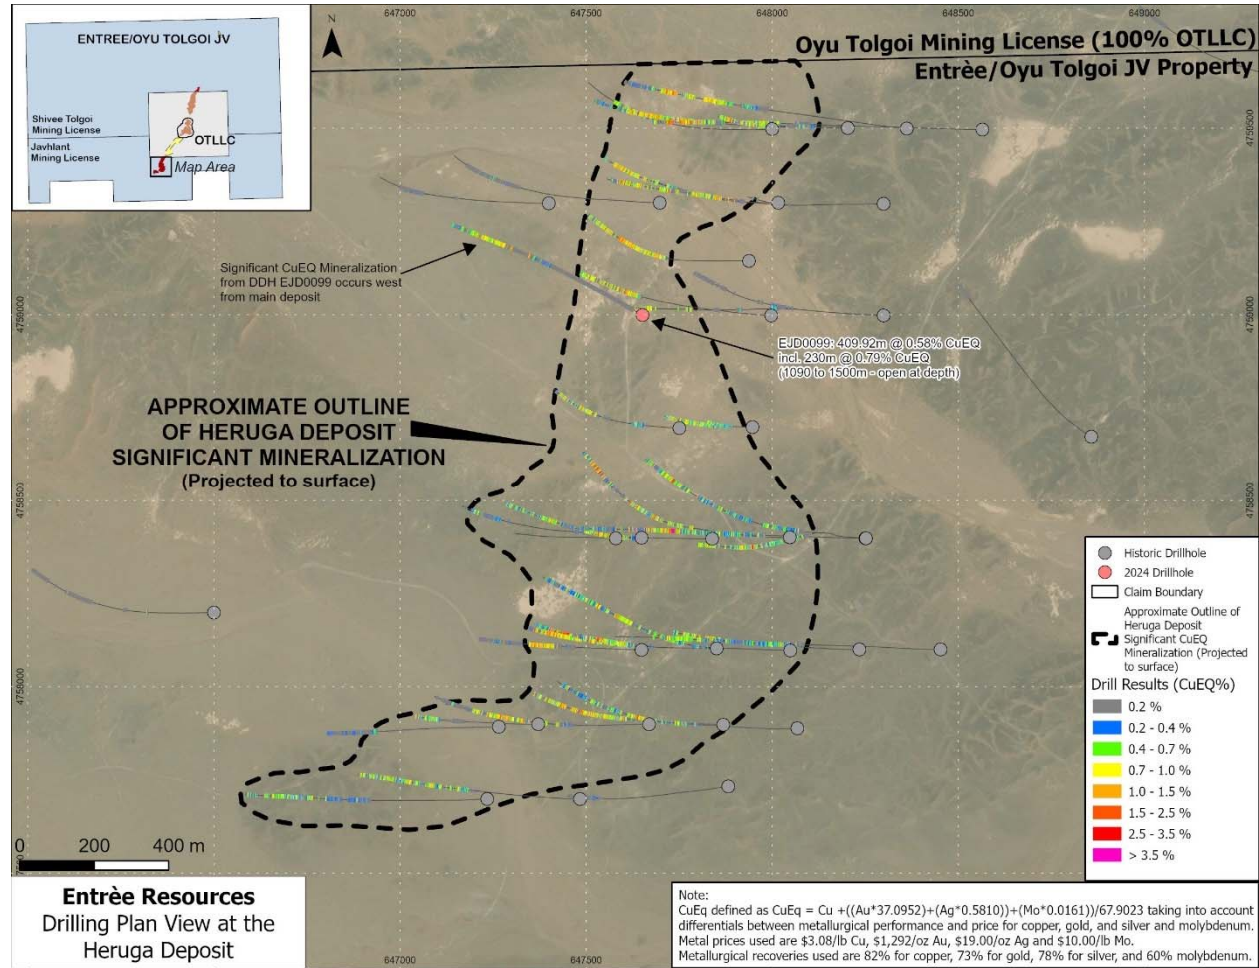 647000
647500
648000
648500
649000
N
ENTREE/OYU TOLGOI JV
Shivee Tolgoi
Mining License
OTLLC
Javhlant
Mining License
Map Area
Oyu Tolgoi Mining License (100% OTLLC)
Entrèe/Oyu Tolgoi JV Property
4759500
4759500
Significant CuEQ Mineralization
from DDH EJD0099 occurs west
from main deposit
4759000
4759000
EJD0099: 409.92m @ 0.58% CuEQ
incl. 230m @ 0.79% CuEQ
(1090 to 1500m - open at depth)
APPROXIMATE OUTLINE
OF HERUGA DEPOSIT
SIGNIFICANT MINERALIZATION
(Projected to surface)
4758500
4758500
4758000
Historic Drillhole
2024 Drillhole
Claim Boundary
Approximate Outline of
Heruga Deposit
Significant CuEQ
Mineralization (Projected
to surface)
Drill Results (CuEQ%)
0.2 %
0.2 - 0.4 %
0.4 - 0.7 %
0.7 - 1.0 %
1.0 - 1.5 %
1.5 - 2.5 %
2.5 - 3.5 %
> 3.5 %
0 200 400 m
Entrèe Resources
Drilling Plan View at the
Heruga Deposit
Note:
CuEq defined as CuEq = Cu +((Au*37.0952)+(Ag*0.5810))+(Mo*0.0161))/67.9023 taking into account
differentials between metallurgical performance and price for copper, gold, and silver and molybdenum.
Metal prices used are $3.08/lb Cu, $1,292/oz Au, $19.00/oz Ag and $10.00/lb Mo.
Metallurgical recoveries used are 82% for copper, 73% for gold, 78% for silver, and 60% molybdenum.
647000
647500
648000